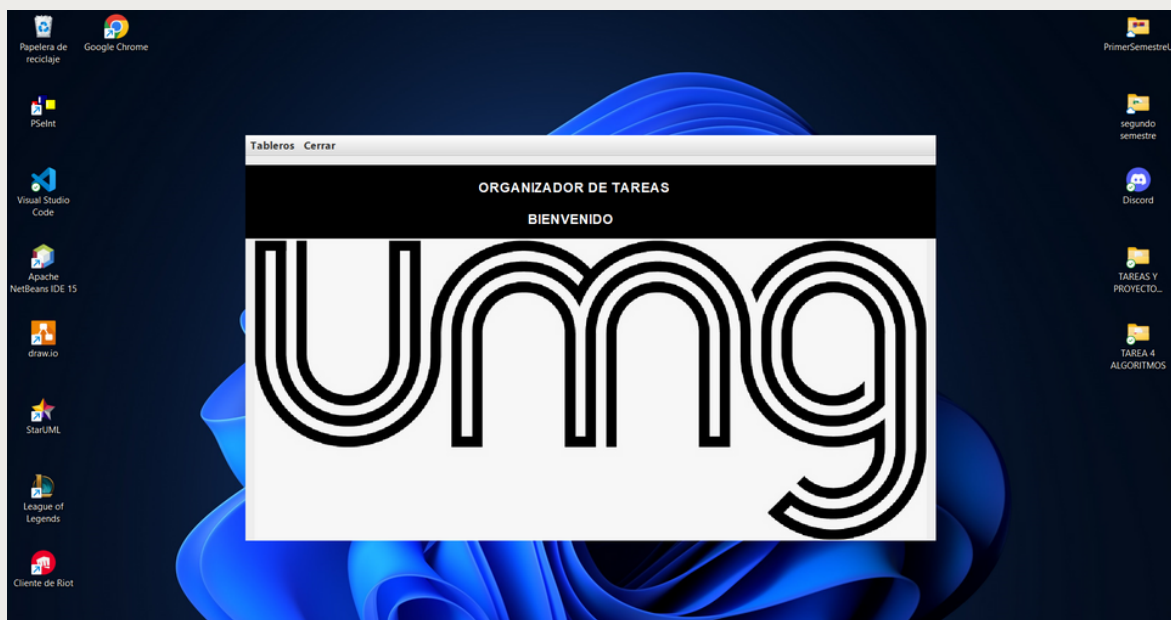 Papelera de
reciclaje
Google Chrome
PSeInt
Visual Studio
Code
Apache
NetBeans IDE 15
draw.io
StarUML
League of
Legends
Cliente de Riot
Tableros Cerrar
ORGANIZADOR DE TAREAS
BIENVENIDO
umg
PrimerSemestreU
segundo
semestre
Discord
TAREAS Y
PROYECTO...
TAREA 4
ALGORITMOS